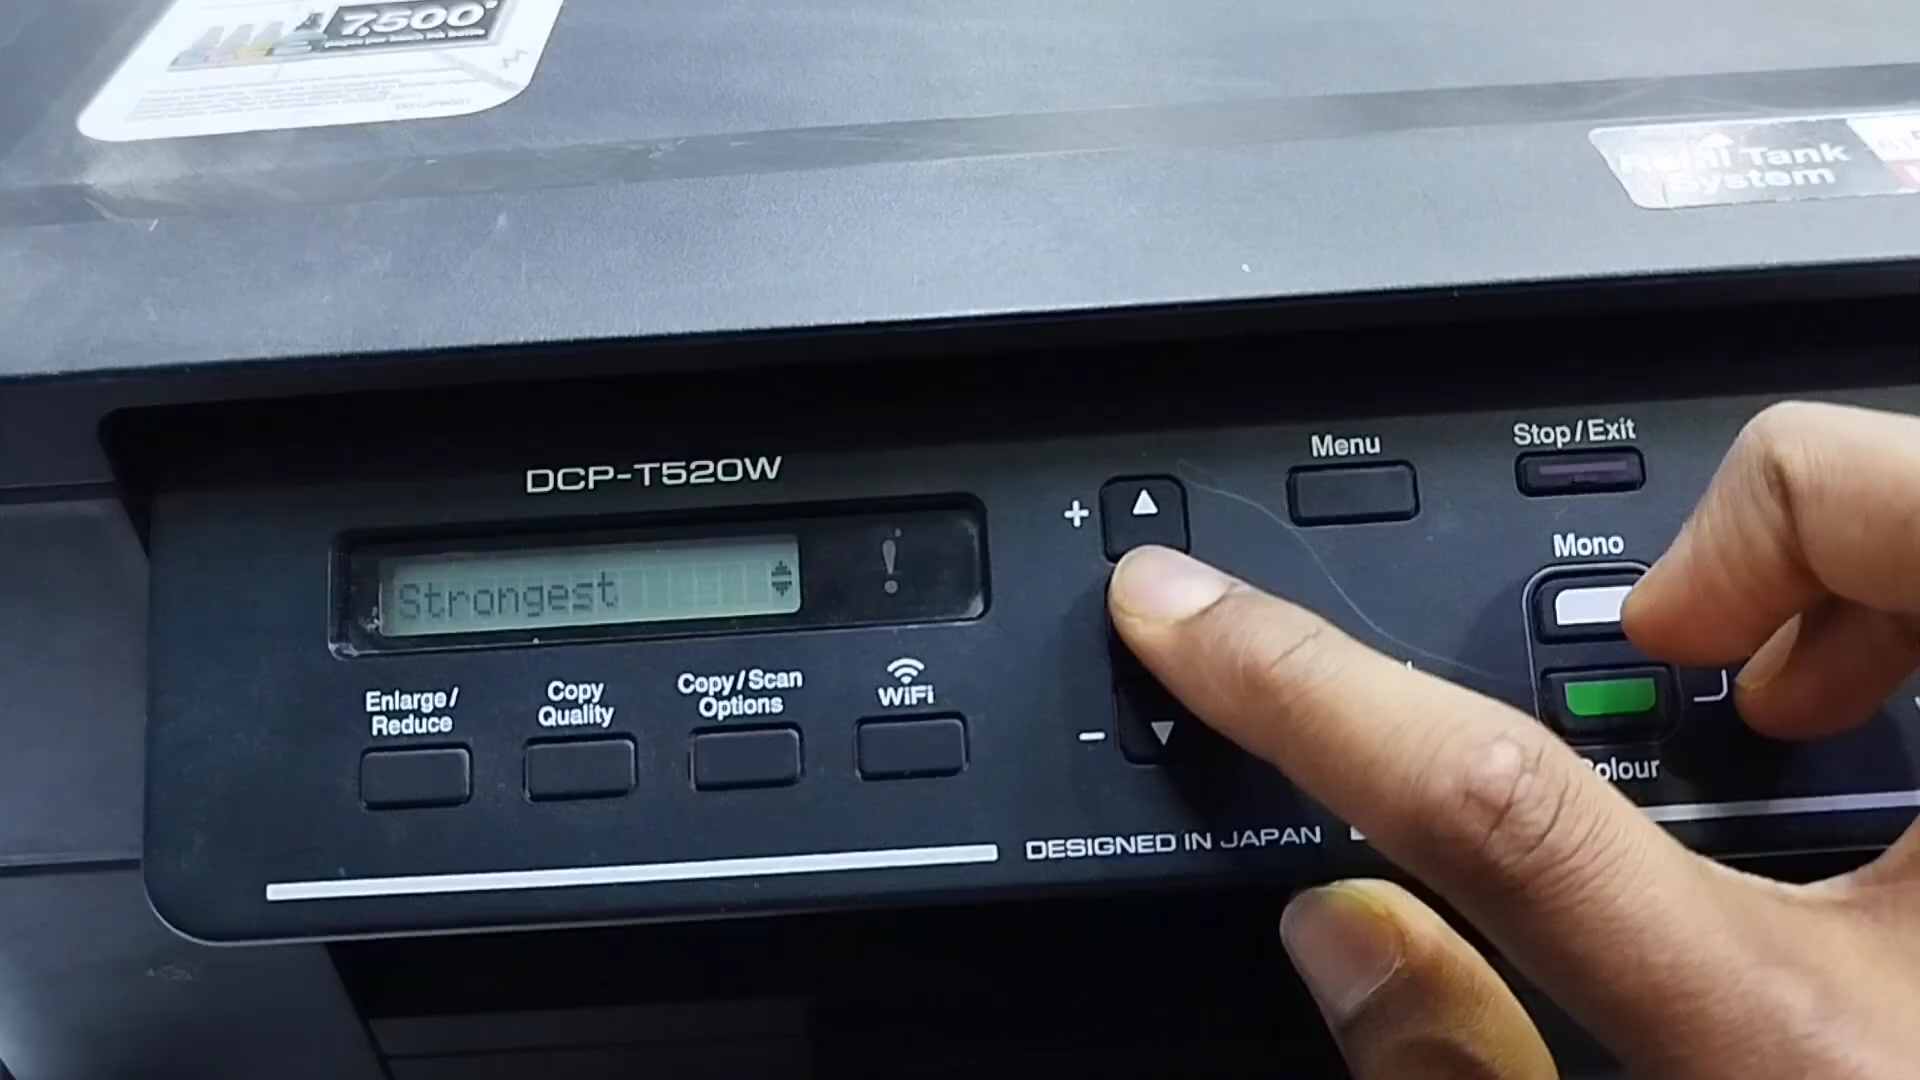 7,500*
Refill Tank
System
DCP-T520W
Strongest
Menu
Stop/Exit
Mono
Enlarge/
Reduce
Copy
Quality
Copy/Scan
Options
WiFi
+
-
olour
DESIGNED IN JAPAN